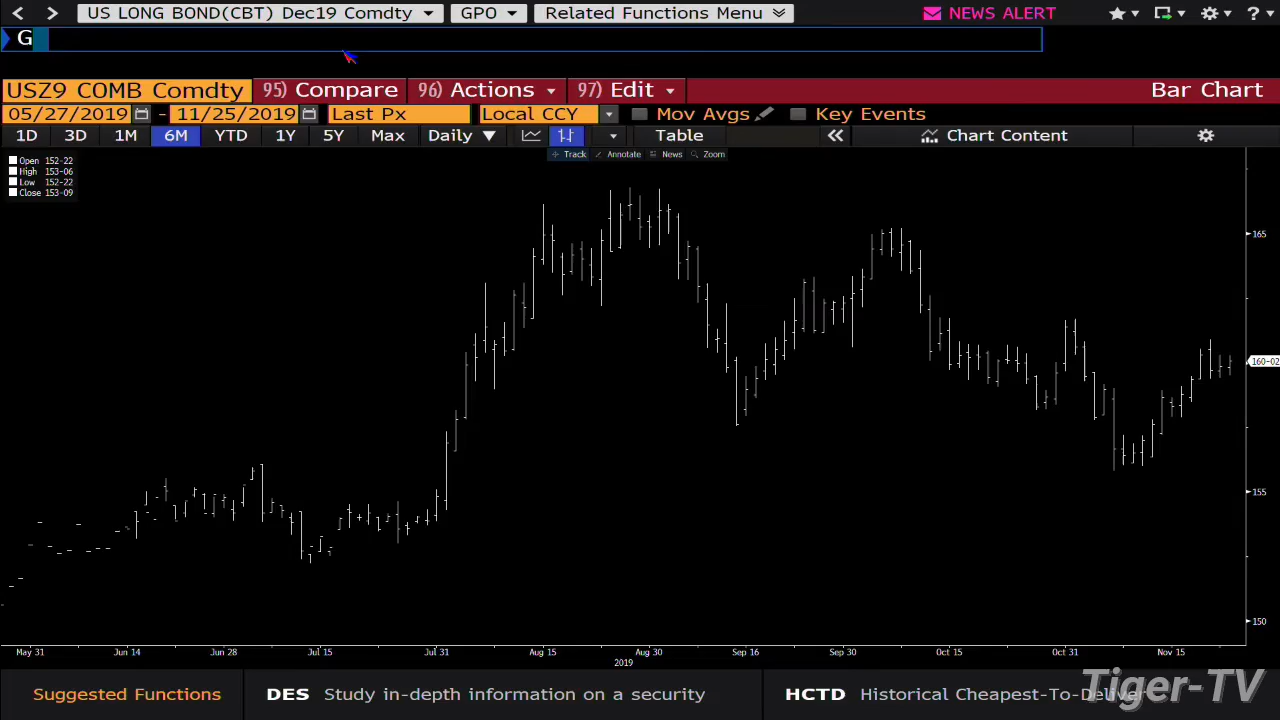 US LONG BOND(CBT) Dec19 Comdty GPO Related Functions Menu NEWS ALERT ?
G
USZ9 COMB Comdty 95) Compare 96) Actions 97) Edit Bar Chart
05/27/2019 - 11/25/2019 Last Px Local CCY Mov Avgs Key Events
1D 3D 1M 6M YTD 1Y 5Y Max Daily Table Chart Content
Track Annotate News Zoom
Open 152-22
High 153-06
Low 152-22
Close 153-09
165
160-02
155
150
May 31 Jun 14 Jun 28 Jul 15 Jul 31 Aug 15 Aug 30 Sep 16 Sep 30 Oct 15 Oct 31 Nov 15
2019
Suggested Functions DES Study in-depth information on a security HCTD Historical Cheapest-To-Deliver
Tiger-TV